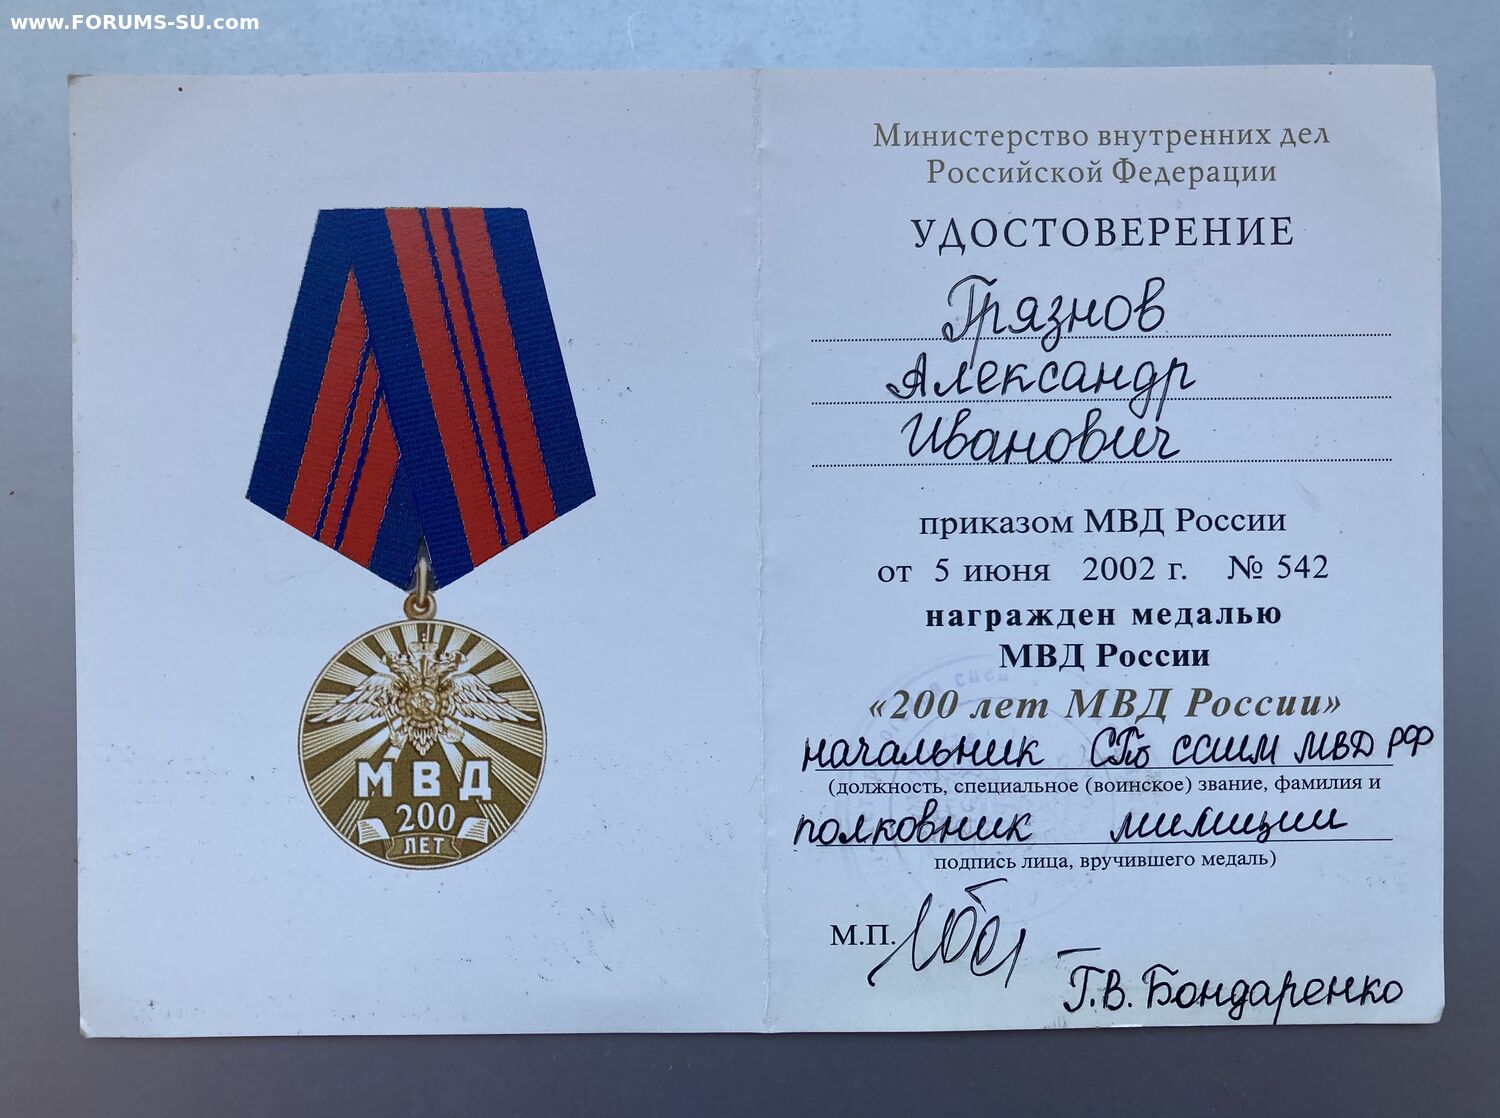 www.FORUMS-SU.com
МВД
200
ЛЕТ
Министерство внутренних дел
Российской Федерации
УДОСТОВЕРЕНИЕ
Грязнов
Александр
Иванович
приказом МВД России
от 5 июня 2002 г. № 542
награжден медалью
МВД России
«200 лет МВД России»
начальник СПб ССШМ МВД РФ
(должность, специальное (воинское) звание, фамилия и
полковник милиции
подпись лица, вручившего медаль)
М.П.
Г.В. Бондаренко